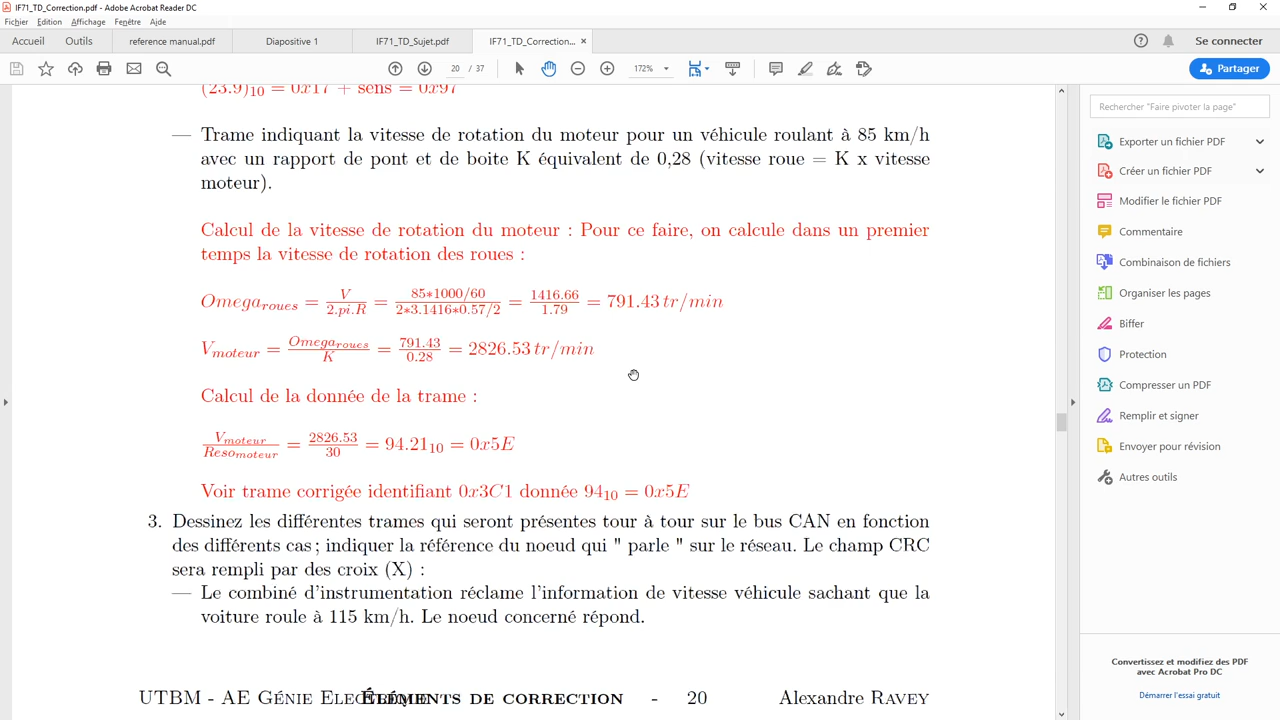 IF71_TD_Correction.pdf - Adobe Acrobat Reader DC
Fichier Edition Affichage Fenêtre Aide
Accueil Outils reference manual.pdf Diapositive 1 IF71_TD_Sujet.pdf IF71_TD_Correction... × Se connecter
20 / 37 172% Partager
(23.9)10 = 0x17 + sens = 0x97
— Trame indiquant la vitesse de rotation du moteur pour un véhicule roulant à 85 km/h
avec un rapport de pont et de boite K équivalent de 0,28 (vitesse roue = K x vitesse
moteur).
Calcul de la vitesse de rotation du moteur : Pour ce faire, on calcule dans un premier
temps la vitesse de rotation des roues :
Omega_roues = V / 2.pi.R = 85*1000/60 / 2*3.1416*0.57/2 = 1416.66 / 1.79 = 791.43 tr/min
V_moteur = Omega_roues / K = 791.43 / 0.28 = 2826.53 tr/min
Calcul de la donnée de la trame :
V_moteur / Reso_moteur = 2826.53 / 30 = 94.21_10 = 0x5E
Voir trame corrigée identifiant 0x3C1 donnée 94_10 = 0x5E
3. Dessinez les différentes trames qui seront présentes tour à tour sur le bus CAN en fonction
des différents cas ; indiquer la référence du noeud qui " parle " sur le réseau. Le champ CRC
sera rempli par des croix (X) :
— Le combiné d'instrumentation réclame l'information de vitesse véhicule sachant que la
voiture roule à 115 km/h. Le noeud concerné répond.
UTBM - AE Génie ÉLÉMENTS DE CORRECTION - 20 Alexandre Ravey
Rechercher "Faire pivoter la page"
Exporter un fichier PDF
Créer un fichier PDF
Modifier le fichier PDF
Commentaire
Combinaison de fichiers
Organiser les pages
Biffer
Protection
Compresser un PDF
Remplir et signer
Envoyer pour révision
Autres outils
Convertissez et modifiez des PDF
avec Acrobat Pro DC
Démarrer l'essai gratuit